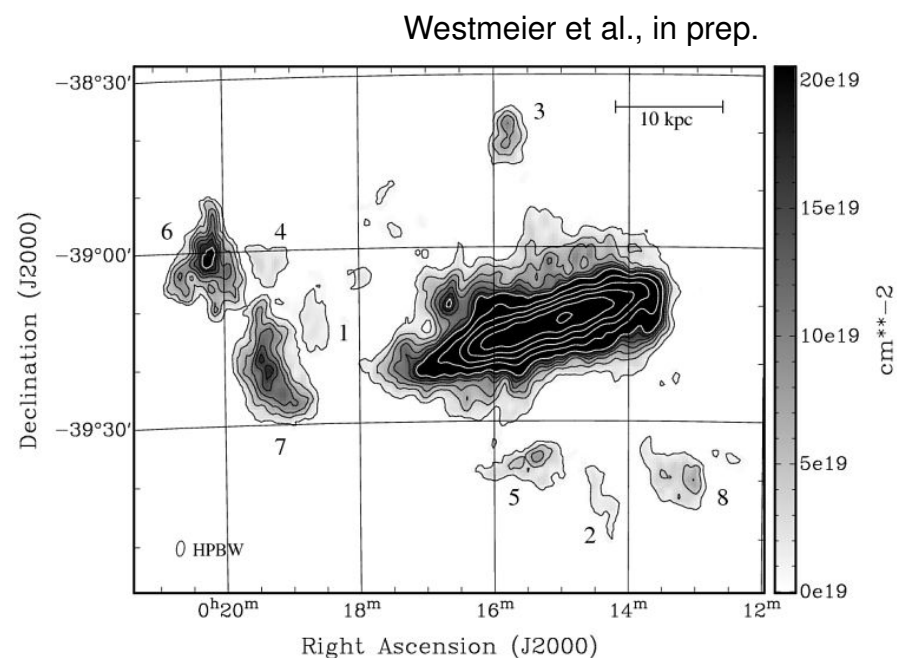 Westmeier et al., in prep.
−38°30′
3
10 kpc
20e19
15e19
6
4
−39°00′
1
10e19
cm**−2
Declination (J2000)
−39°30′
7
5
2
8
5e19
HPBW
0e19
0ʰ20ᵐ
18ᵐ
16ᵐ
14ᵐ
12ᵐ
Right Ascension (J2000)